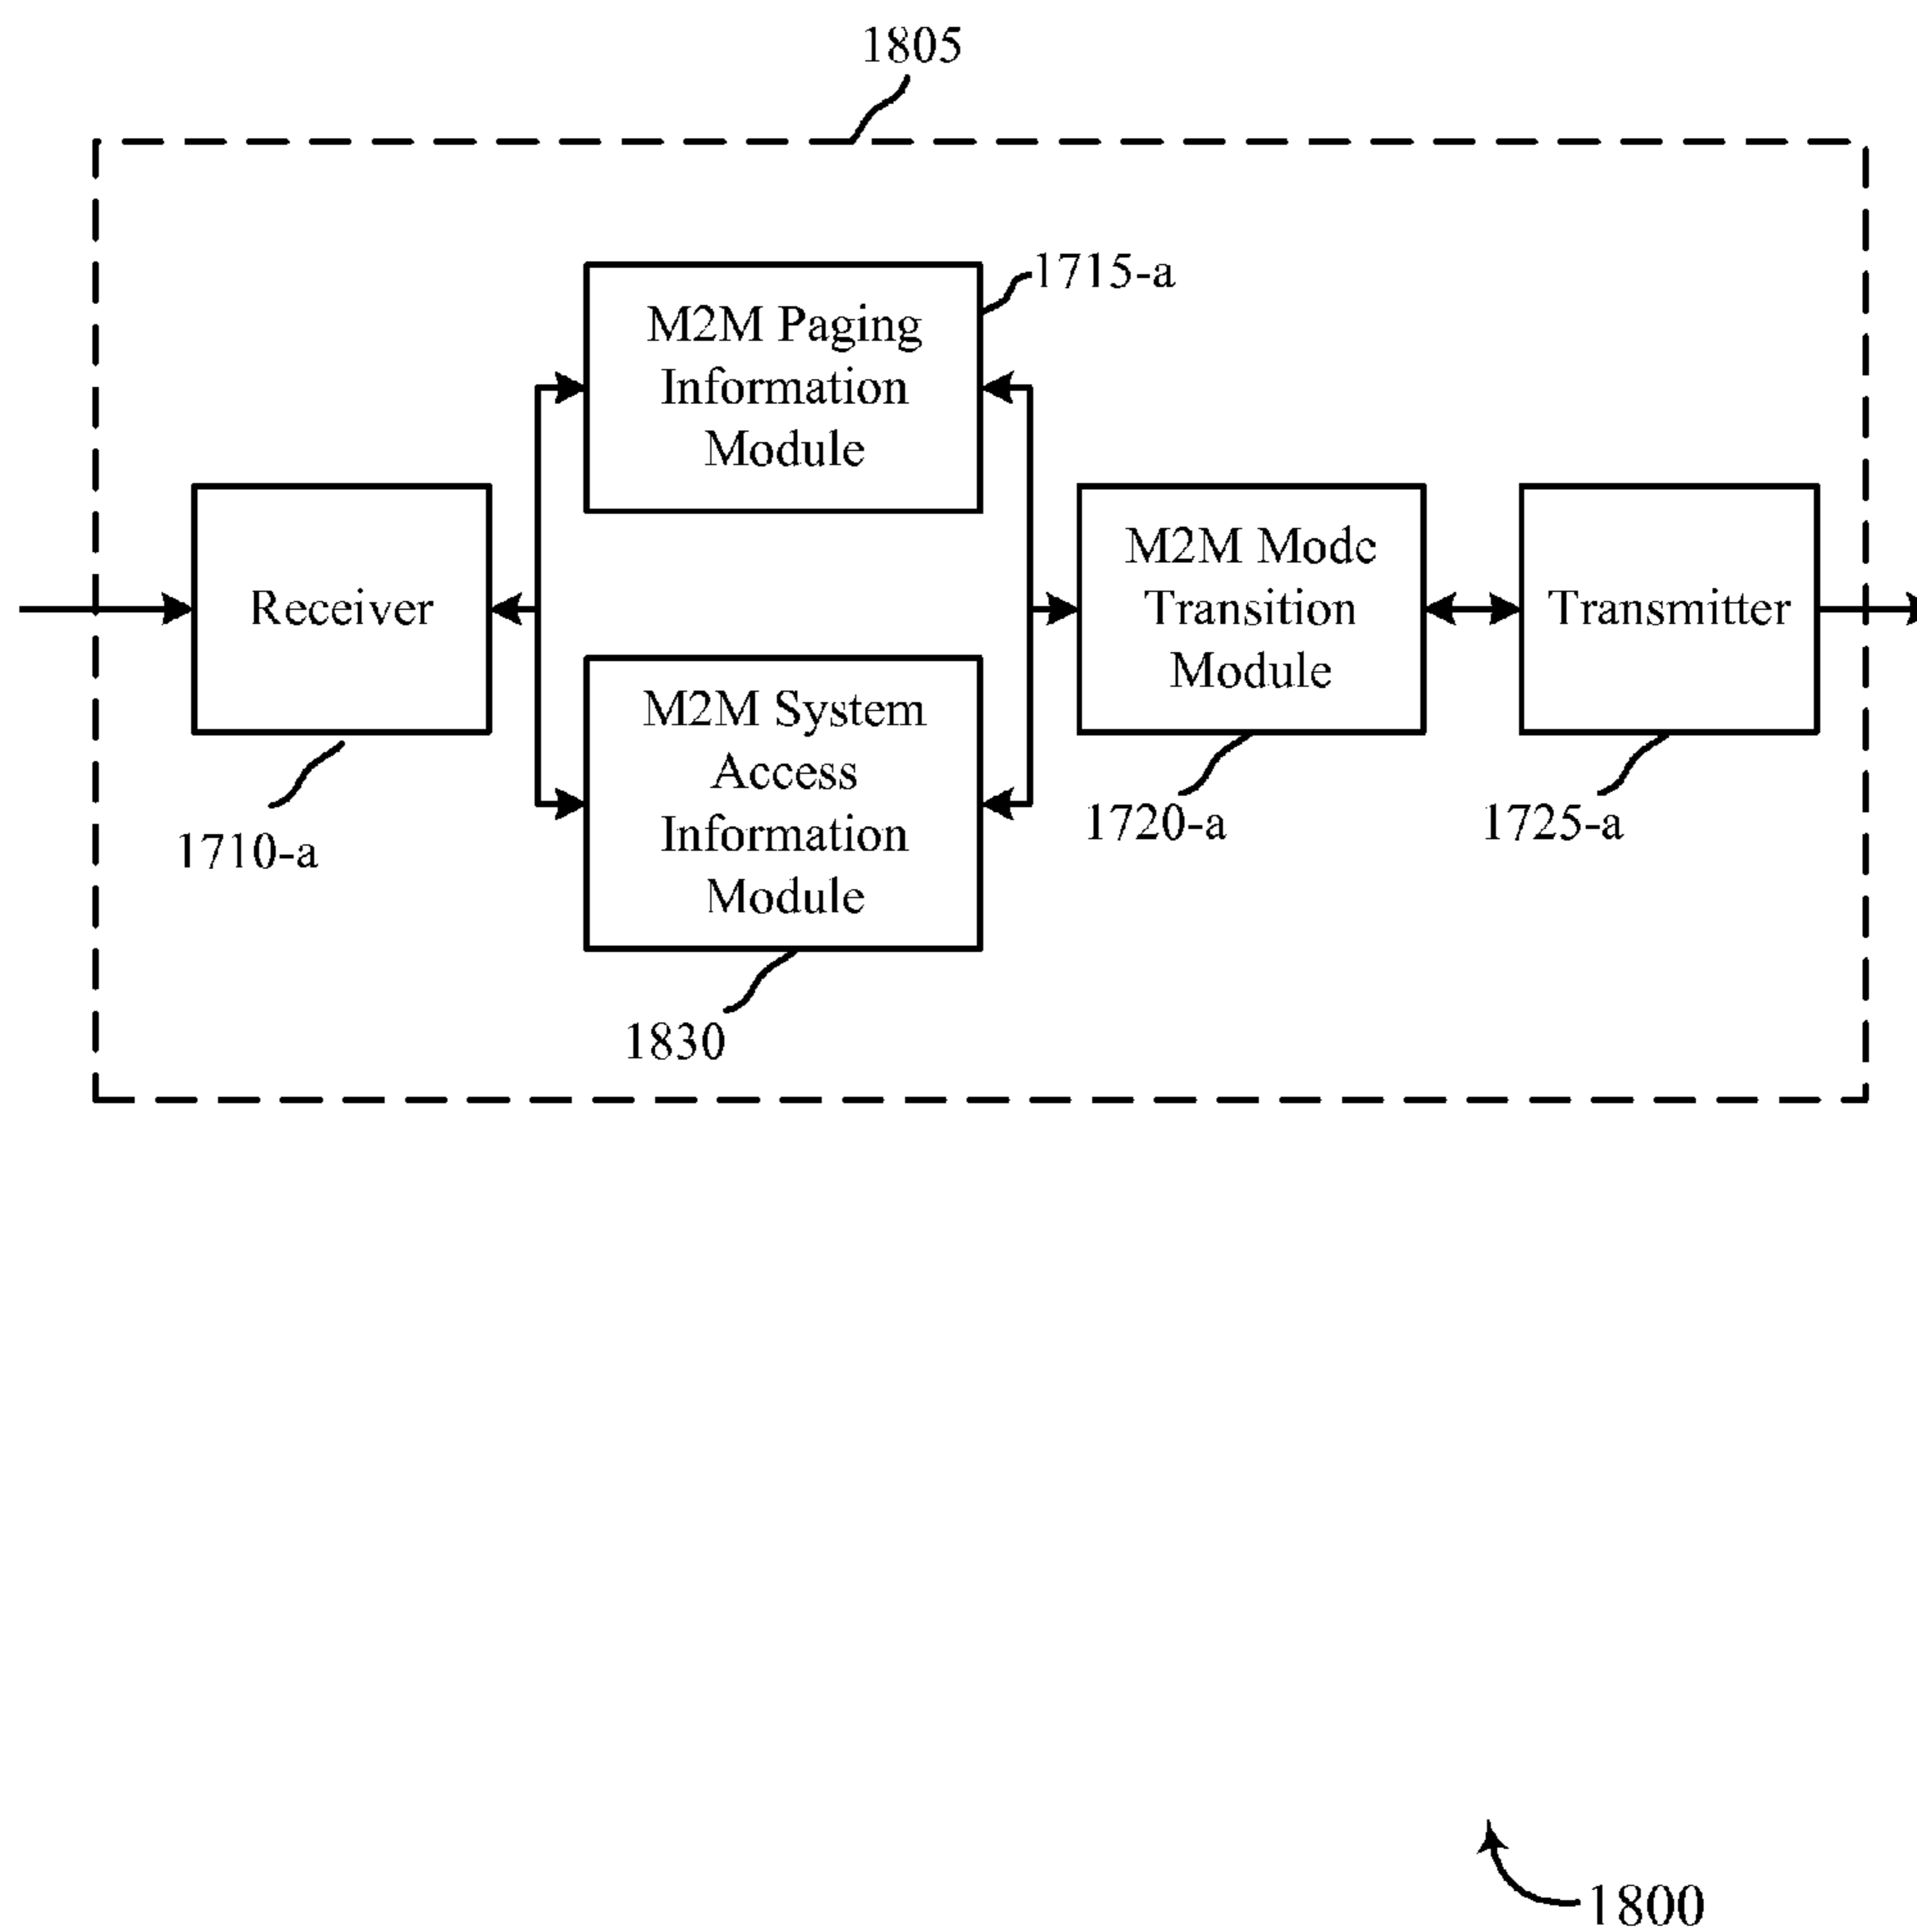 1805
1715-a
M2M Paging
Information
Module
Receiver
1710-a
M2M System
Access
Information
Module
1830
M2M Mode
Transition
Module
1720-a
Transmitter
1725-a
1800